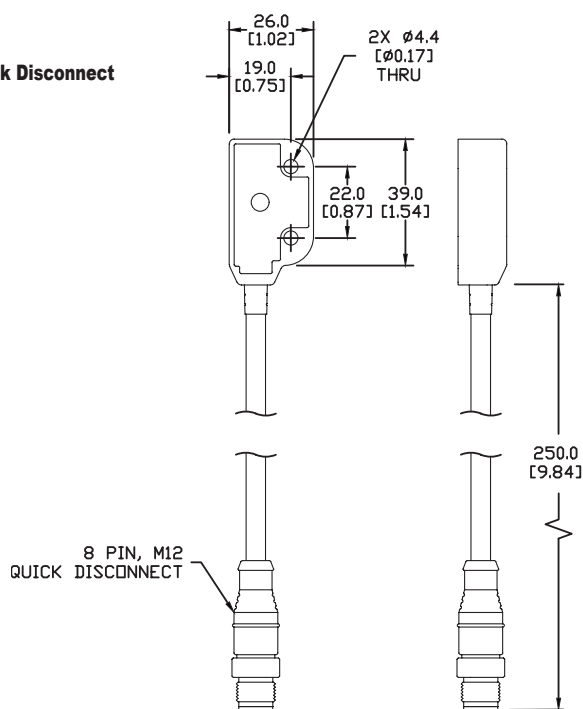 k Disconnect
26.0
[1.02]
19.0
[0.75]
2X Ø4.4
[Ø0.17]
THRU
22.0
[0.87]
39.0
[1.54]
250.0
[9.84]
8 PIN, M12
QUICK DISCONNECT